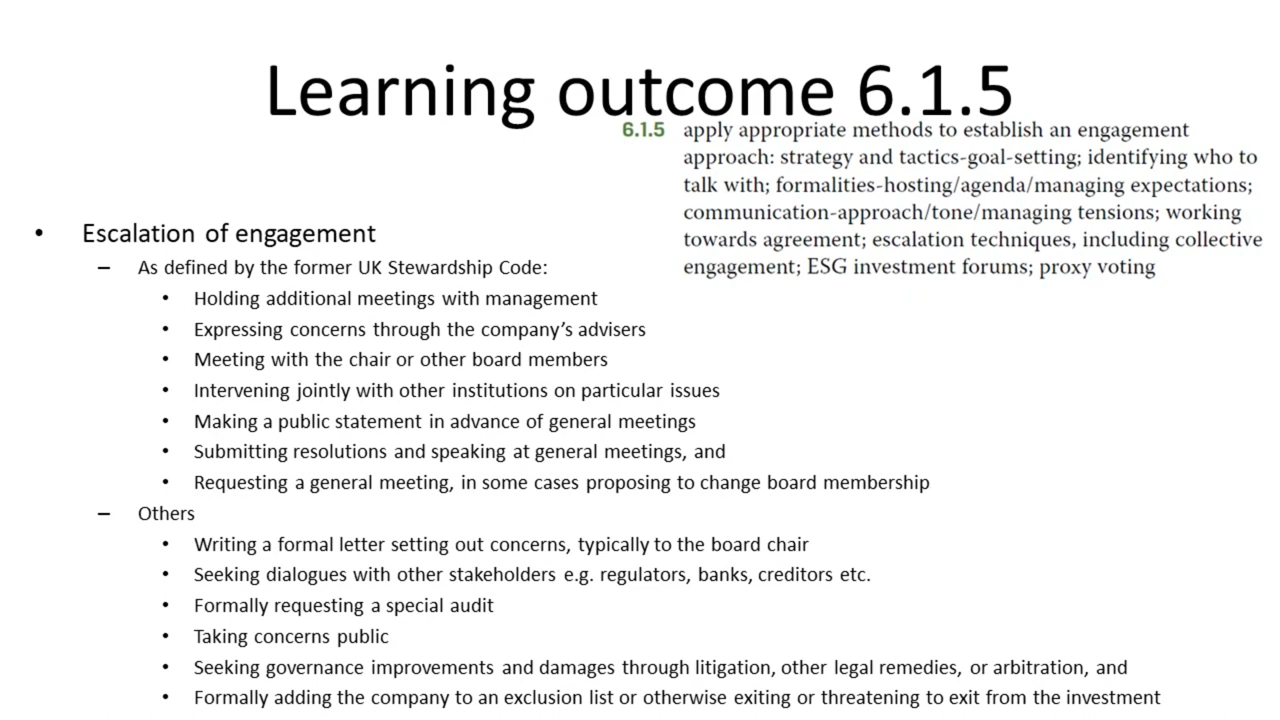 Learning outcome 6.1.5
6.1.5 apply appropriate methods to establish an engagement
approach: strategy and tactics-goal-setting; identifying who to
talk with; formalities-hosting/agenda/managing expectations;
communication-approach/tone/managing tensions; working
towards agreement; escalation techniques, including collective
engagement; ESG investment forums; proxy voting
• Escalation of engagement
– As defined by the former UK Stewardship Code:
• Holding additional meetings with management
• Expressing concerns through the company's advisers
• Meeting with the chair or other board members
• Intervening jointly with other institutions on particular issues
• Making a public statement in advance of general meetings
• Submitting resolutions and speaking at general meetings, and
• Requesting a general meeting, in some cases proposing to change board membership
– Others
• Writing a formal letter setting out concerns, typically to the board chair
• Seeking dialogues with other stakeholders e.g. regulators, banks, creditors etc.
• Formally requesting a special audit
• Taking concerns public
• Seeking governance improvements and damages through litigation, other legal remedies, or arbitration, and
• Formally adding the company to an exclusion list or otherwise exiting or threatening to exit from the investment